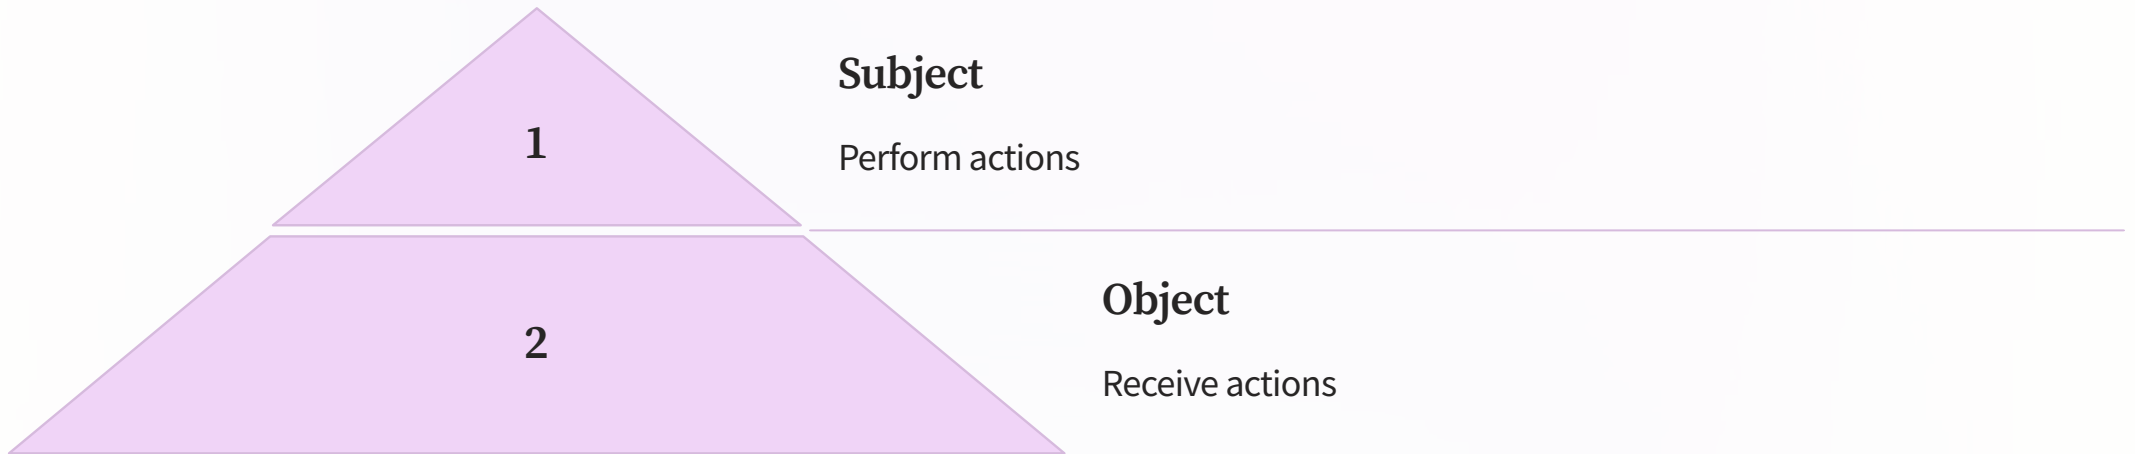 1
Subject
Perform actions
2
Object
Receive actions